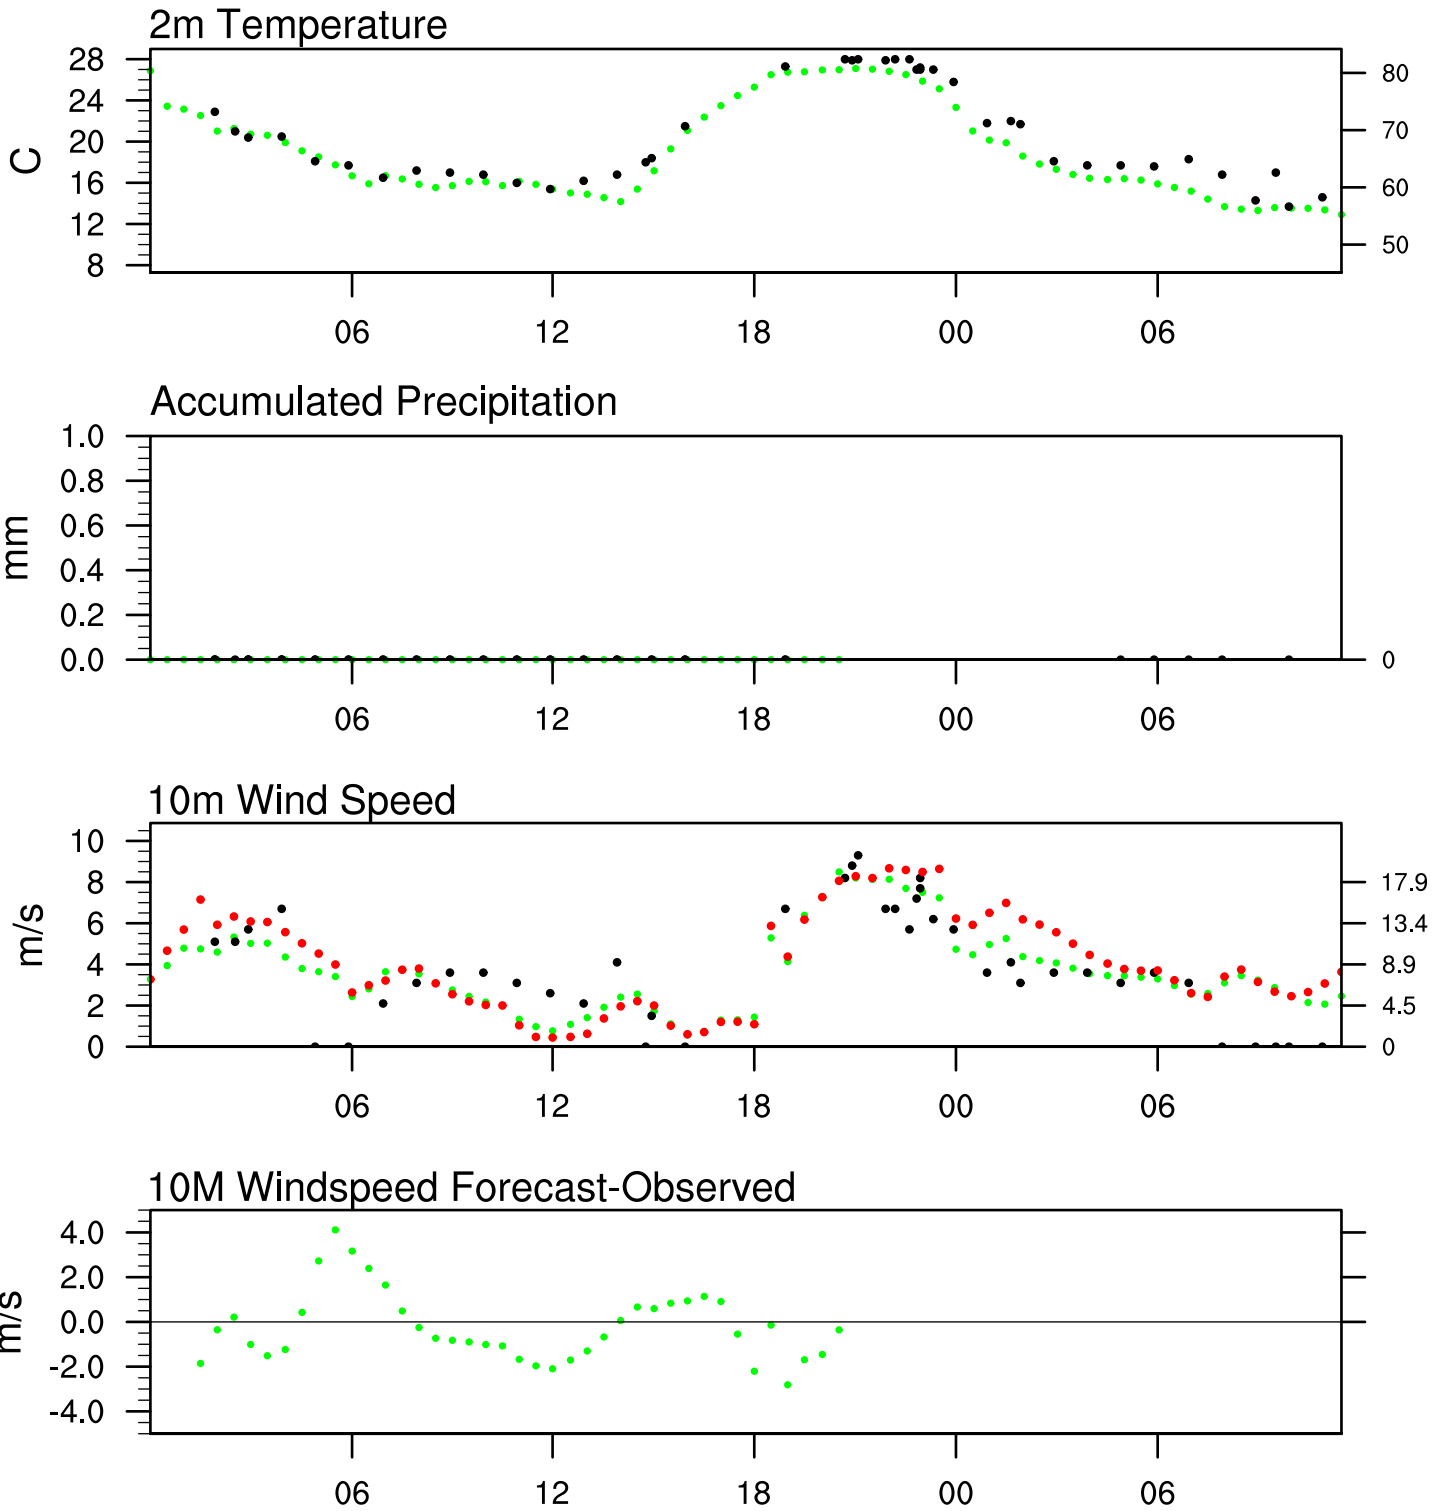 2m Temperature
28
24
20
16
12
8
C
80
70
60
50
06 12 18 00 06
Accumulated Precipitation
1.0
0.8
0.6
0.4
0.2
0.0
mm
0
06 12 18 00 06
10m Wind Speed
10
8
6
4
2
0
m/s
17.9
13.4
8.9
4.5
0
06 12 18 00 06
10M Windspeed Forecast-Observed
4.0
2.0
0.0
-2.0
-4.0
m/s
06 12 18 00 06